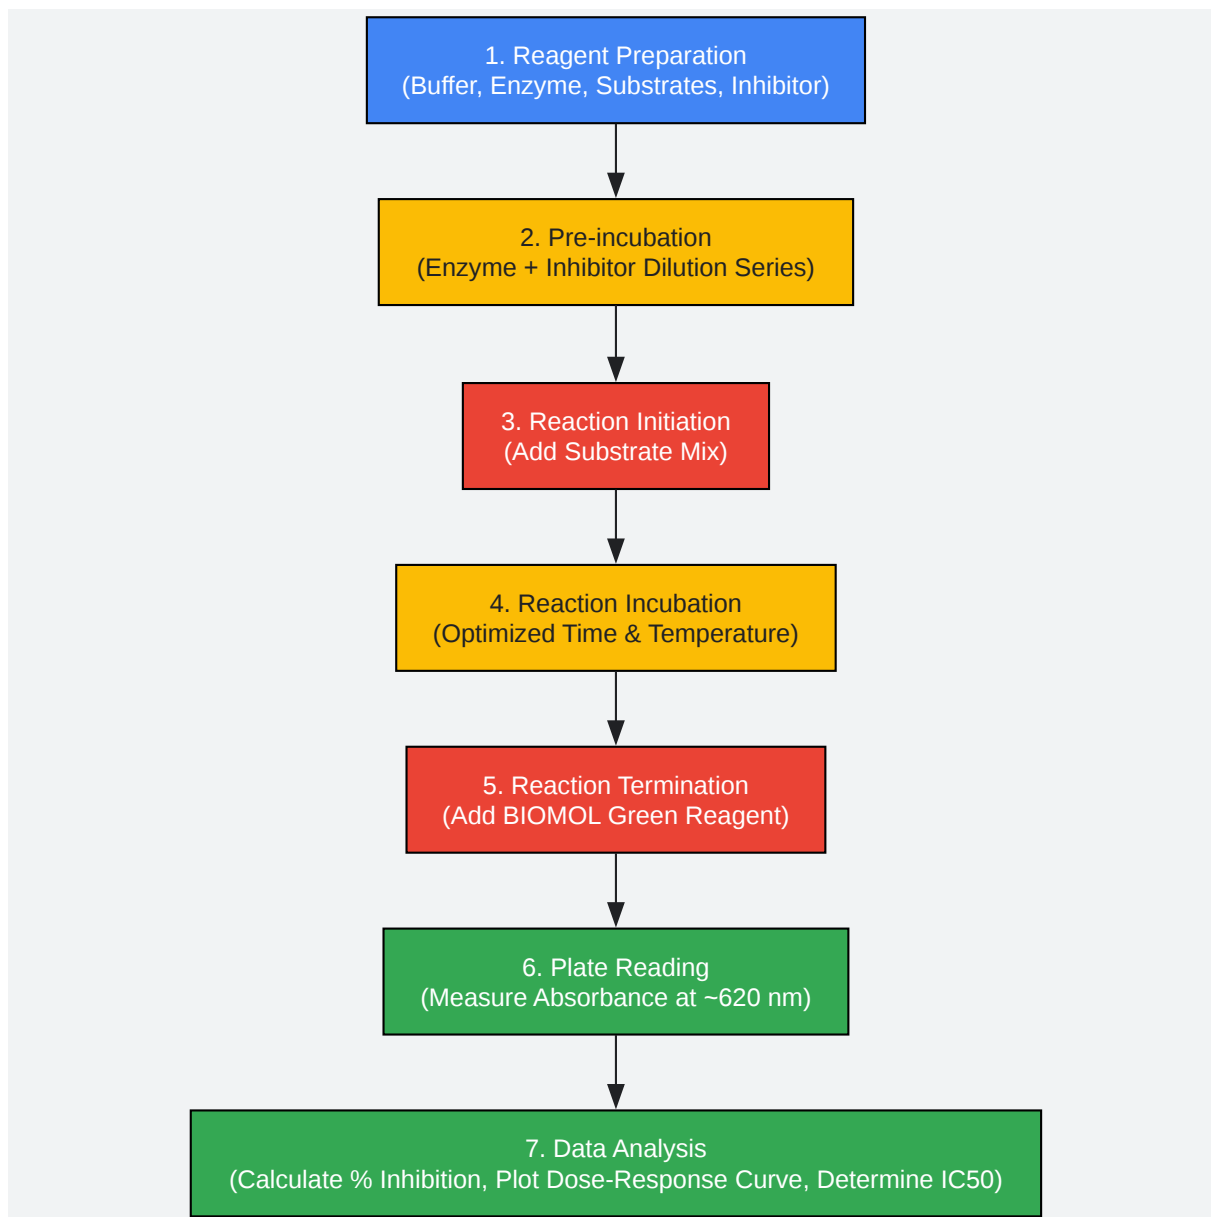 1. Reagent Preparation
(Buffer, Enzyme, Substrates, Inhibitor)
2. Pre-incubation
(Enzyme + Inhibitor Dilution Series)
3. Reaction Initiation
(Add Substrate Mix)
4. Reaction Incubation
(Optimized Time & Temperature)
5. Reaction Termination
(Add BIOMOL Green Reagent)
6. Plate Reading
(Measure Absorbance at ~620 nm)
7. Data Analysis
(Calculate % Inhibition, Plot Dose-Response Curve, Determine IC50)